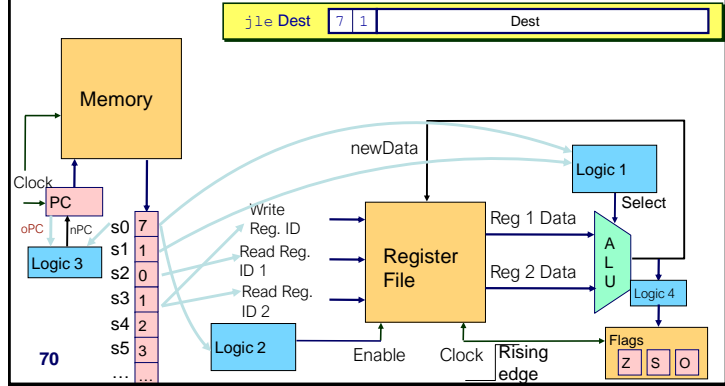 jle Dest 7 1 Dest
Memory
newData
Logic 1
Clock
PC
Select
oPC nPC
Logic 3
s0 7
s1 1
s2 0
s3 1
s4 2
s5 3
... ...
Write
Reg. ID
Read Reg.
ID 1
Read Reg.
ID 2
Register
File
Reg 1 Data
Reg 2 Data
A
L
U
Logic 4
Logic 2
Enable
Clock
Rising
edge
Flags
Z S O
70